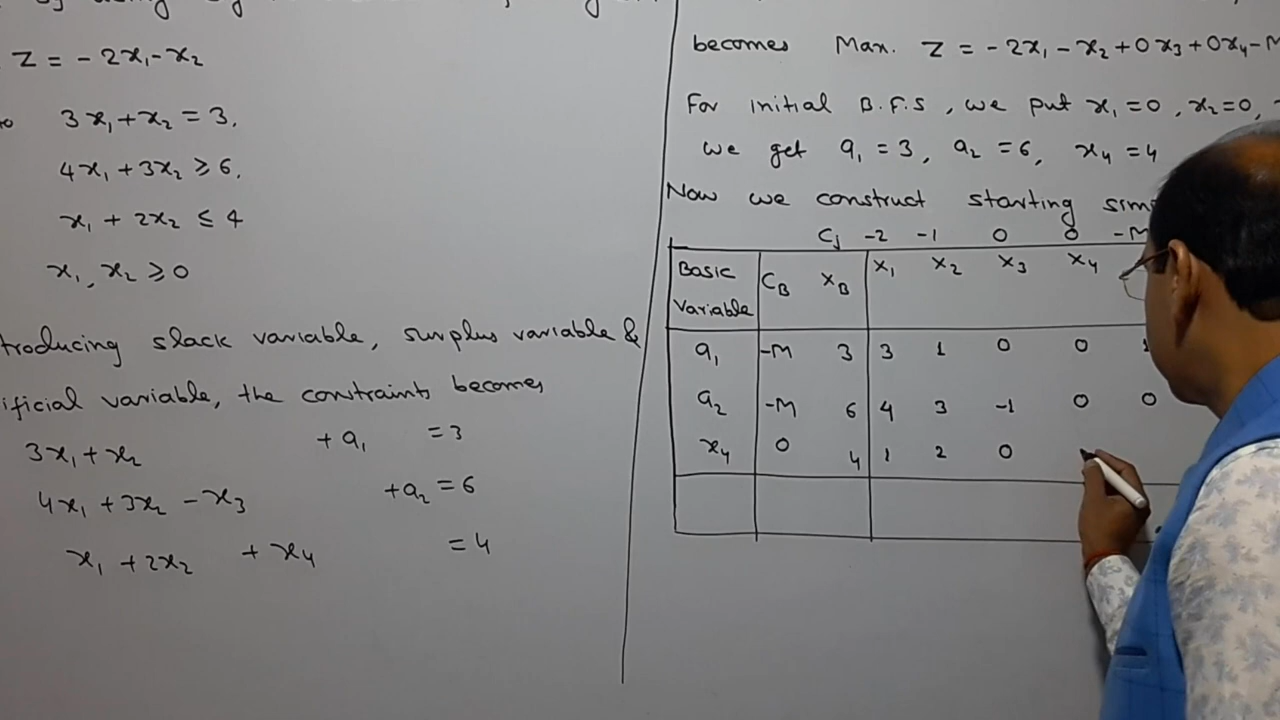 Z = - 2x₁ - x₂
3x₁ + x₂ = 3,
4x₁ + 3x₂ ≥ 6,
x₁ + 2x₂ ≤ 4
x₁, x₂ ≥ 0
troducing slack variable, surplus variable &
ificial variable, the constraints becomes
3x₁ + x₂ + a₁ = 3
4x₁ + 3x₂ - x₃ + a₂ = 6
x₁ + 2x₂ + x₄ = 4
becomes Max. Z = - 2x₁ - x₂ + 0x₃ + 0x₄ - M
For initial B.F.S, we put x₁ = 0, x₂ = 0,
we get a₁ = 3, a₂ = 6, x₄ = 4
Now we construct starting sim
Cj -2 -1 0 0 -M
Basic Variable C_B X_B X₁ X₂ X₃ X₄
a₁ -M 3 3 1 0 0 1
a₂ -M 6 4 3 -1 0 0
x₄ 0 4 1 2 0